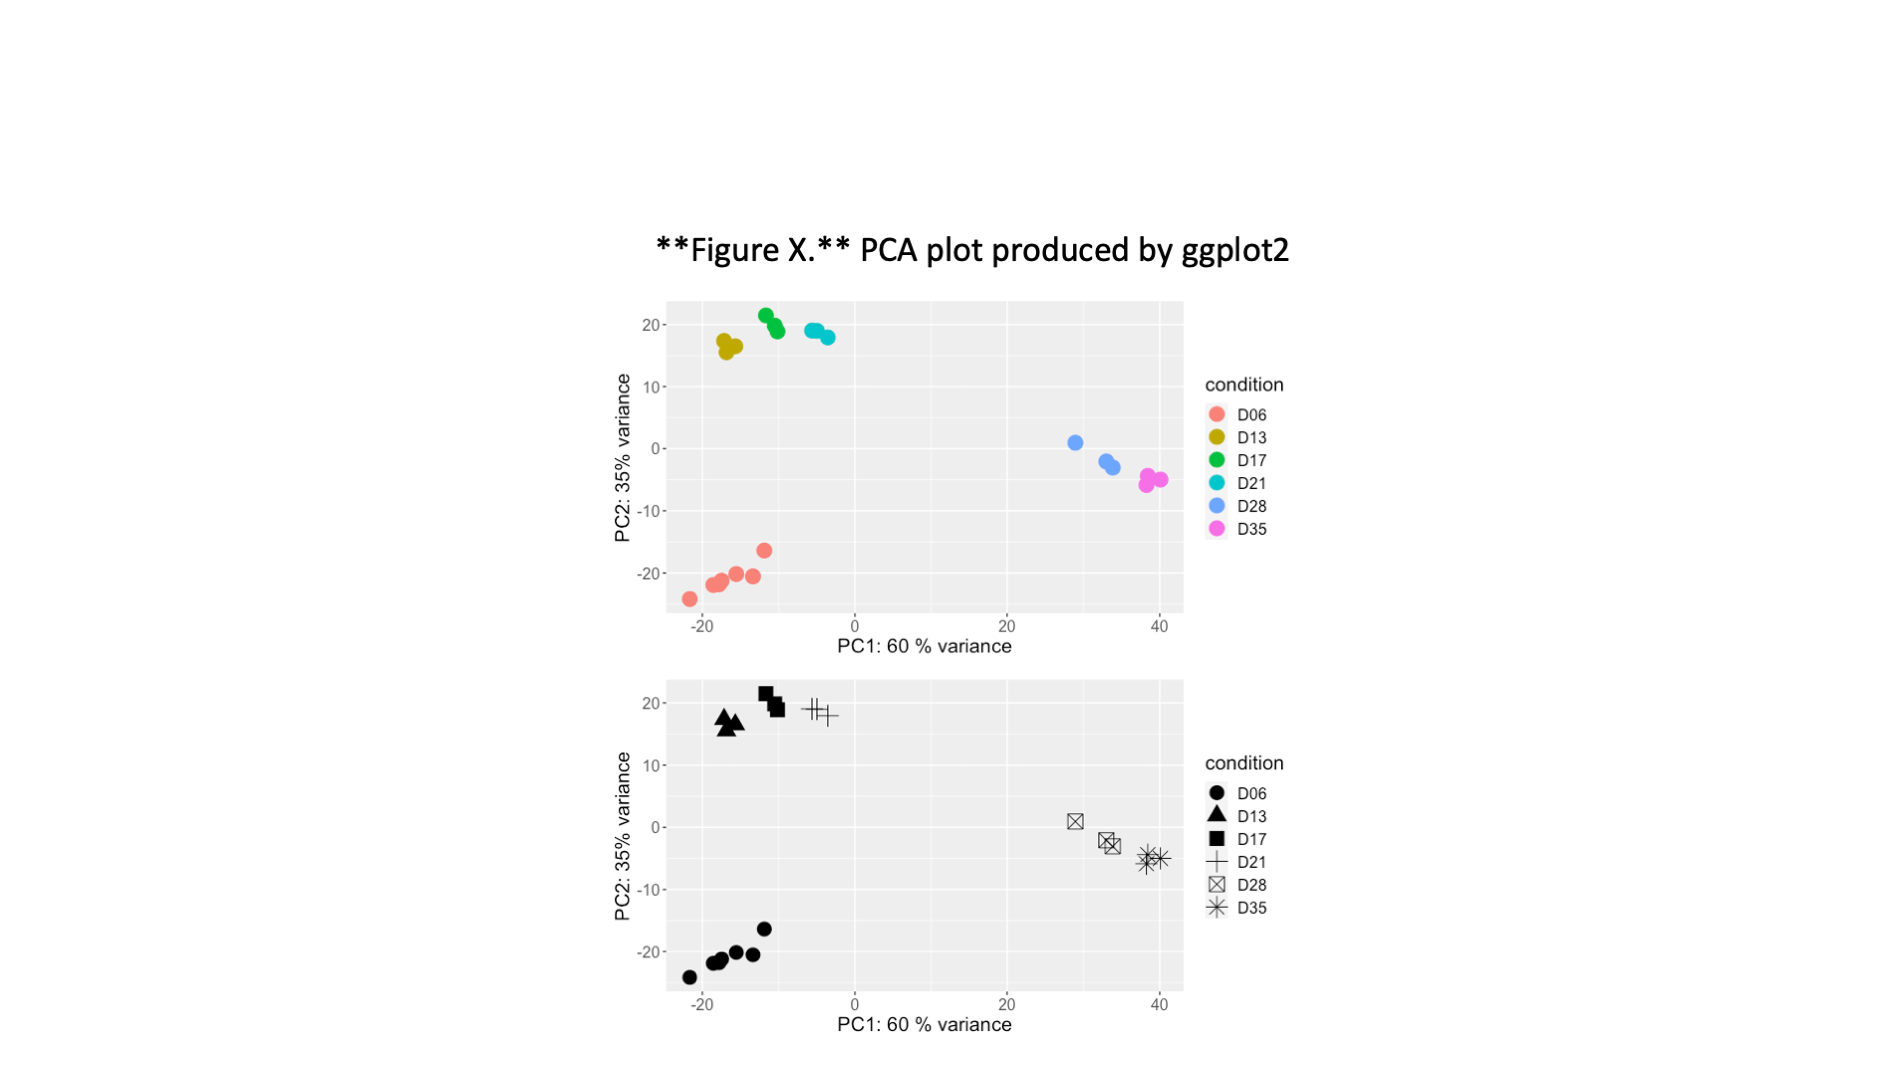 **Figure X.** PCA plot produced by ggplot2
20
10
0
-10
-20
PC2: 35% variance
-20 0 20 40
PC1: 60 % variance
condition
D06
D13
D17
D21
D28
D35
20
10
0
-10
-20
PC2: 35% variance
-20 0 20 40
PC1: 60 % variance
condition
D06
D13
D17
D21
D28
D35